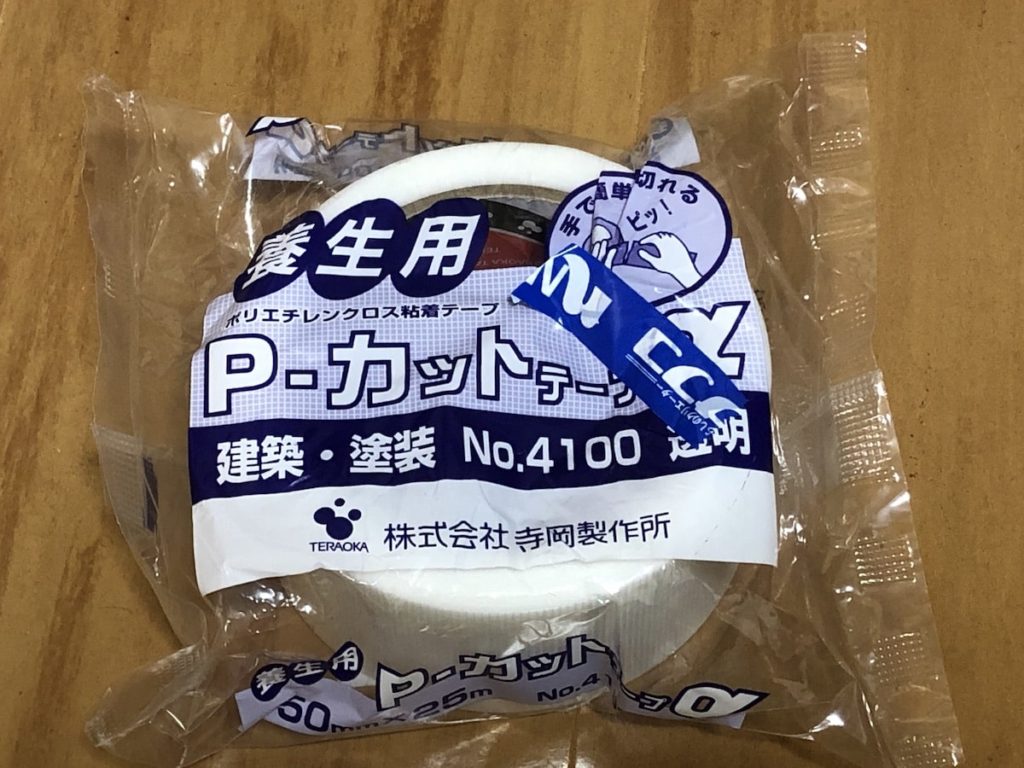 手で簡単に切れる
ピッ!
養生用
ポリエチレンクロス粘着テープ
P-カットテープ α
建築・塗装 No.4100 透明
TERAOKA 株式会社 寺岡製作所
養生用 P-カット α
50mm×25m No.41